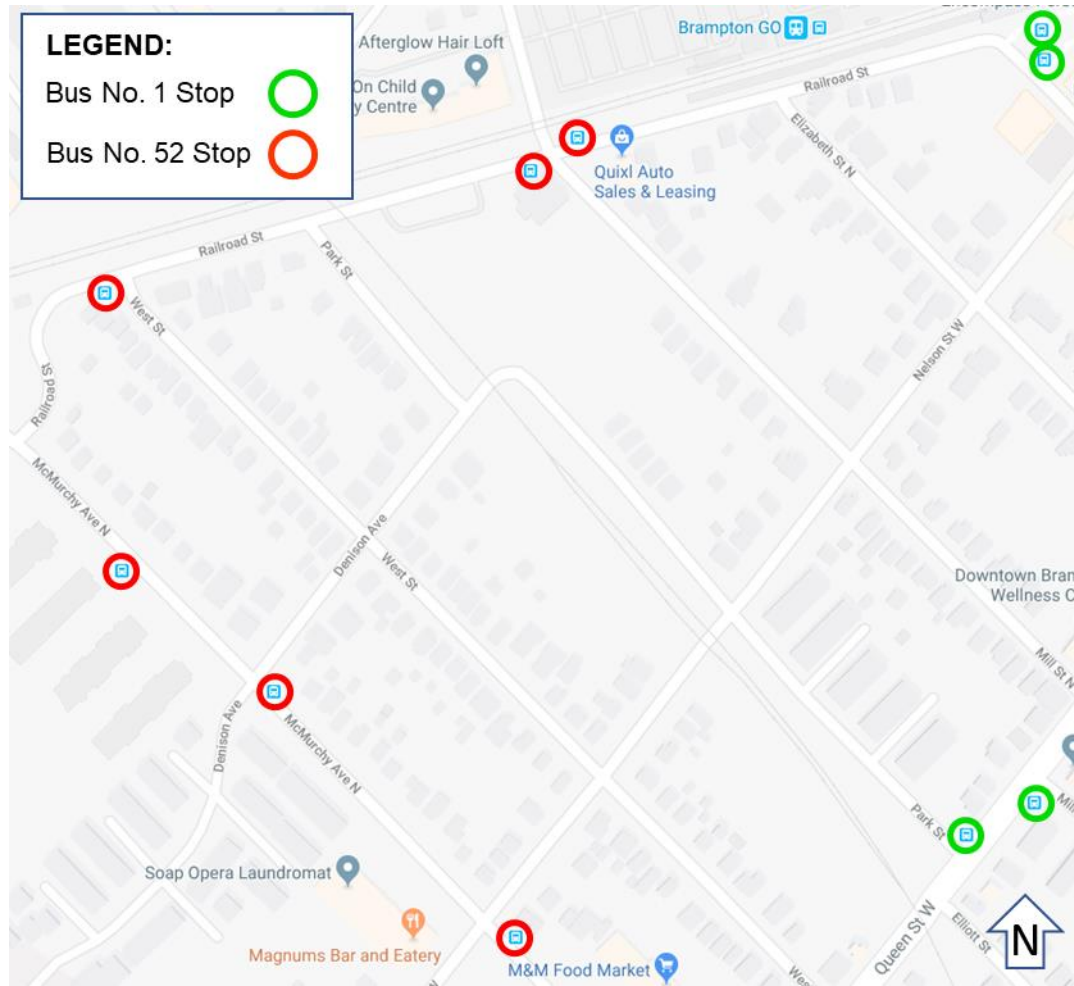 LEGEND:
Bus No. 1 Stop
Bus No. 52 Stop
Afterglow Hair Loft
On Child
y Centre
Brampton GO
Railroad St
Elizabeth St N
Quixl Auto
Sales & Leasing
Railroad St
Park St
West St
Nelson St W
Railroad St
McMurchy Ave N
Denison Ave
West St
Downtown Bram
Wellness C
Mill St N
Denison Ave
McMurchy Ave N
Park St
Mil
Soap Opera Laundromat
Magnums Bar and Eatery
M&M Food Market
Wes
Queen St W
Elliott St
N